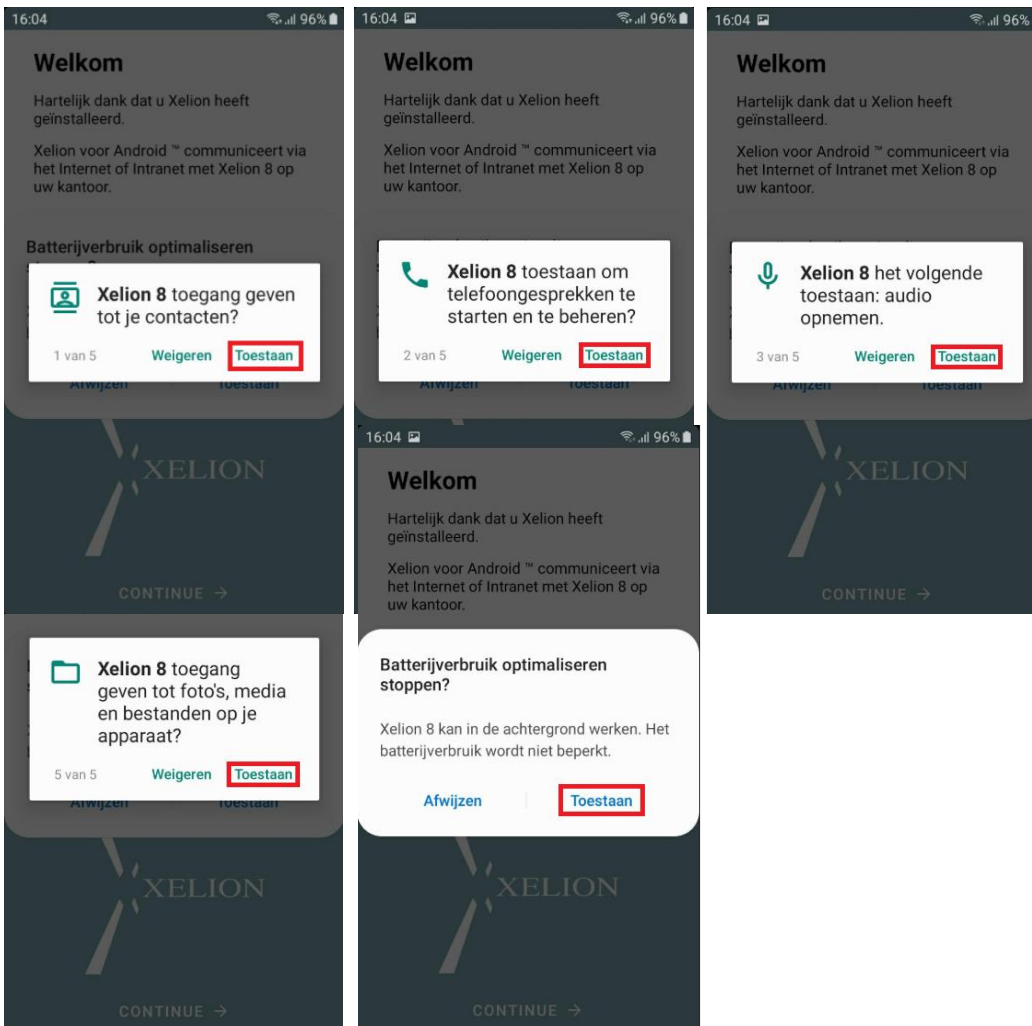 16:04 96%
Welkom
Hartelijk dank dat u Xelion heeft
geïnstalleerd.
Xelion voor Android ™ communiceert via
het Internet of Intranet met Xelion 8 op
uw kantoor.
Batterijverbruik optimaliseren
Xelion 8 toegang geven
tot je contacten?
1 van 5 Weigeren Toestaan
Afwijzen Toestaan
XELION
CONTINUE →
16:04 96%
Welkom
Hartelijk dank dat u Xelion heeft
geïnstalleerd.
Xelion voor Android ™ communiceert via
het Internet of Intranet met Xelion 8 op
uw kantoor.
Xelion 8 toestaan om
telefoongesprekken te
starten en te beheren?
2 van 5 Weigeren Toestaan
Afwijzen Toestaan
16:04 96%
Welkom
Hartelijk dank dat u Xelion heeft
geïnstalleerd.
Xelion voor Android ™ communiceert via
het Internet of Intranet met Xelion 8 op
uw kantoor.
Xelion 8 het volgende
toestaan: audio
opnemen.
3 van 5 Weigeren Toestaan
Afwijzen Toestaan
XELION
CONTINUE →
Xelion 8 toegang
geven tot foto's, media
en bestanden op je
apparaat?
5 van 5 Weigeren Toestaan
Afwijzen Toestaan
XELION
CONTINUE →
16:04 96%
Welkom
Hartelijk dank dat u Xelion heeft
geïnstalleerd.
Xelion voor Android ™ communiceert via
het Internet of Intranet met Xelion 8 op
uw kantoor.
Batterijverbruik optimaliseren
stoppen?
Xelion 8 kan in de achtergrond werken. Het
batterijverbruik wordt niet beperkt.
Afwijzen Toestaan
XELION
CONTINUE →